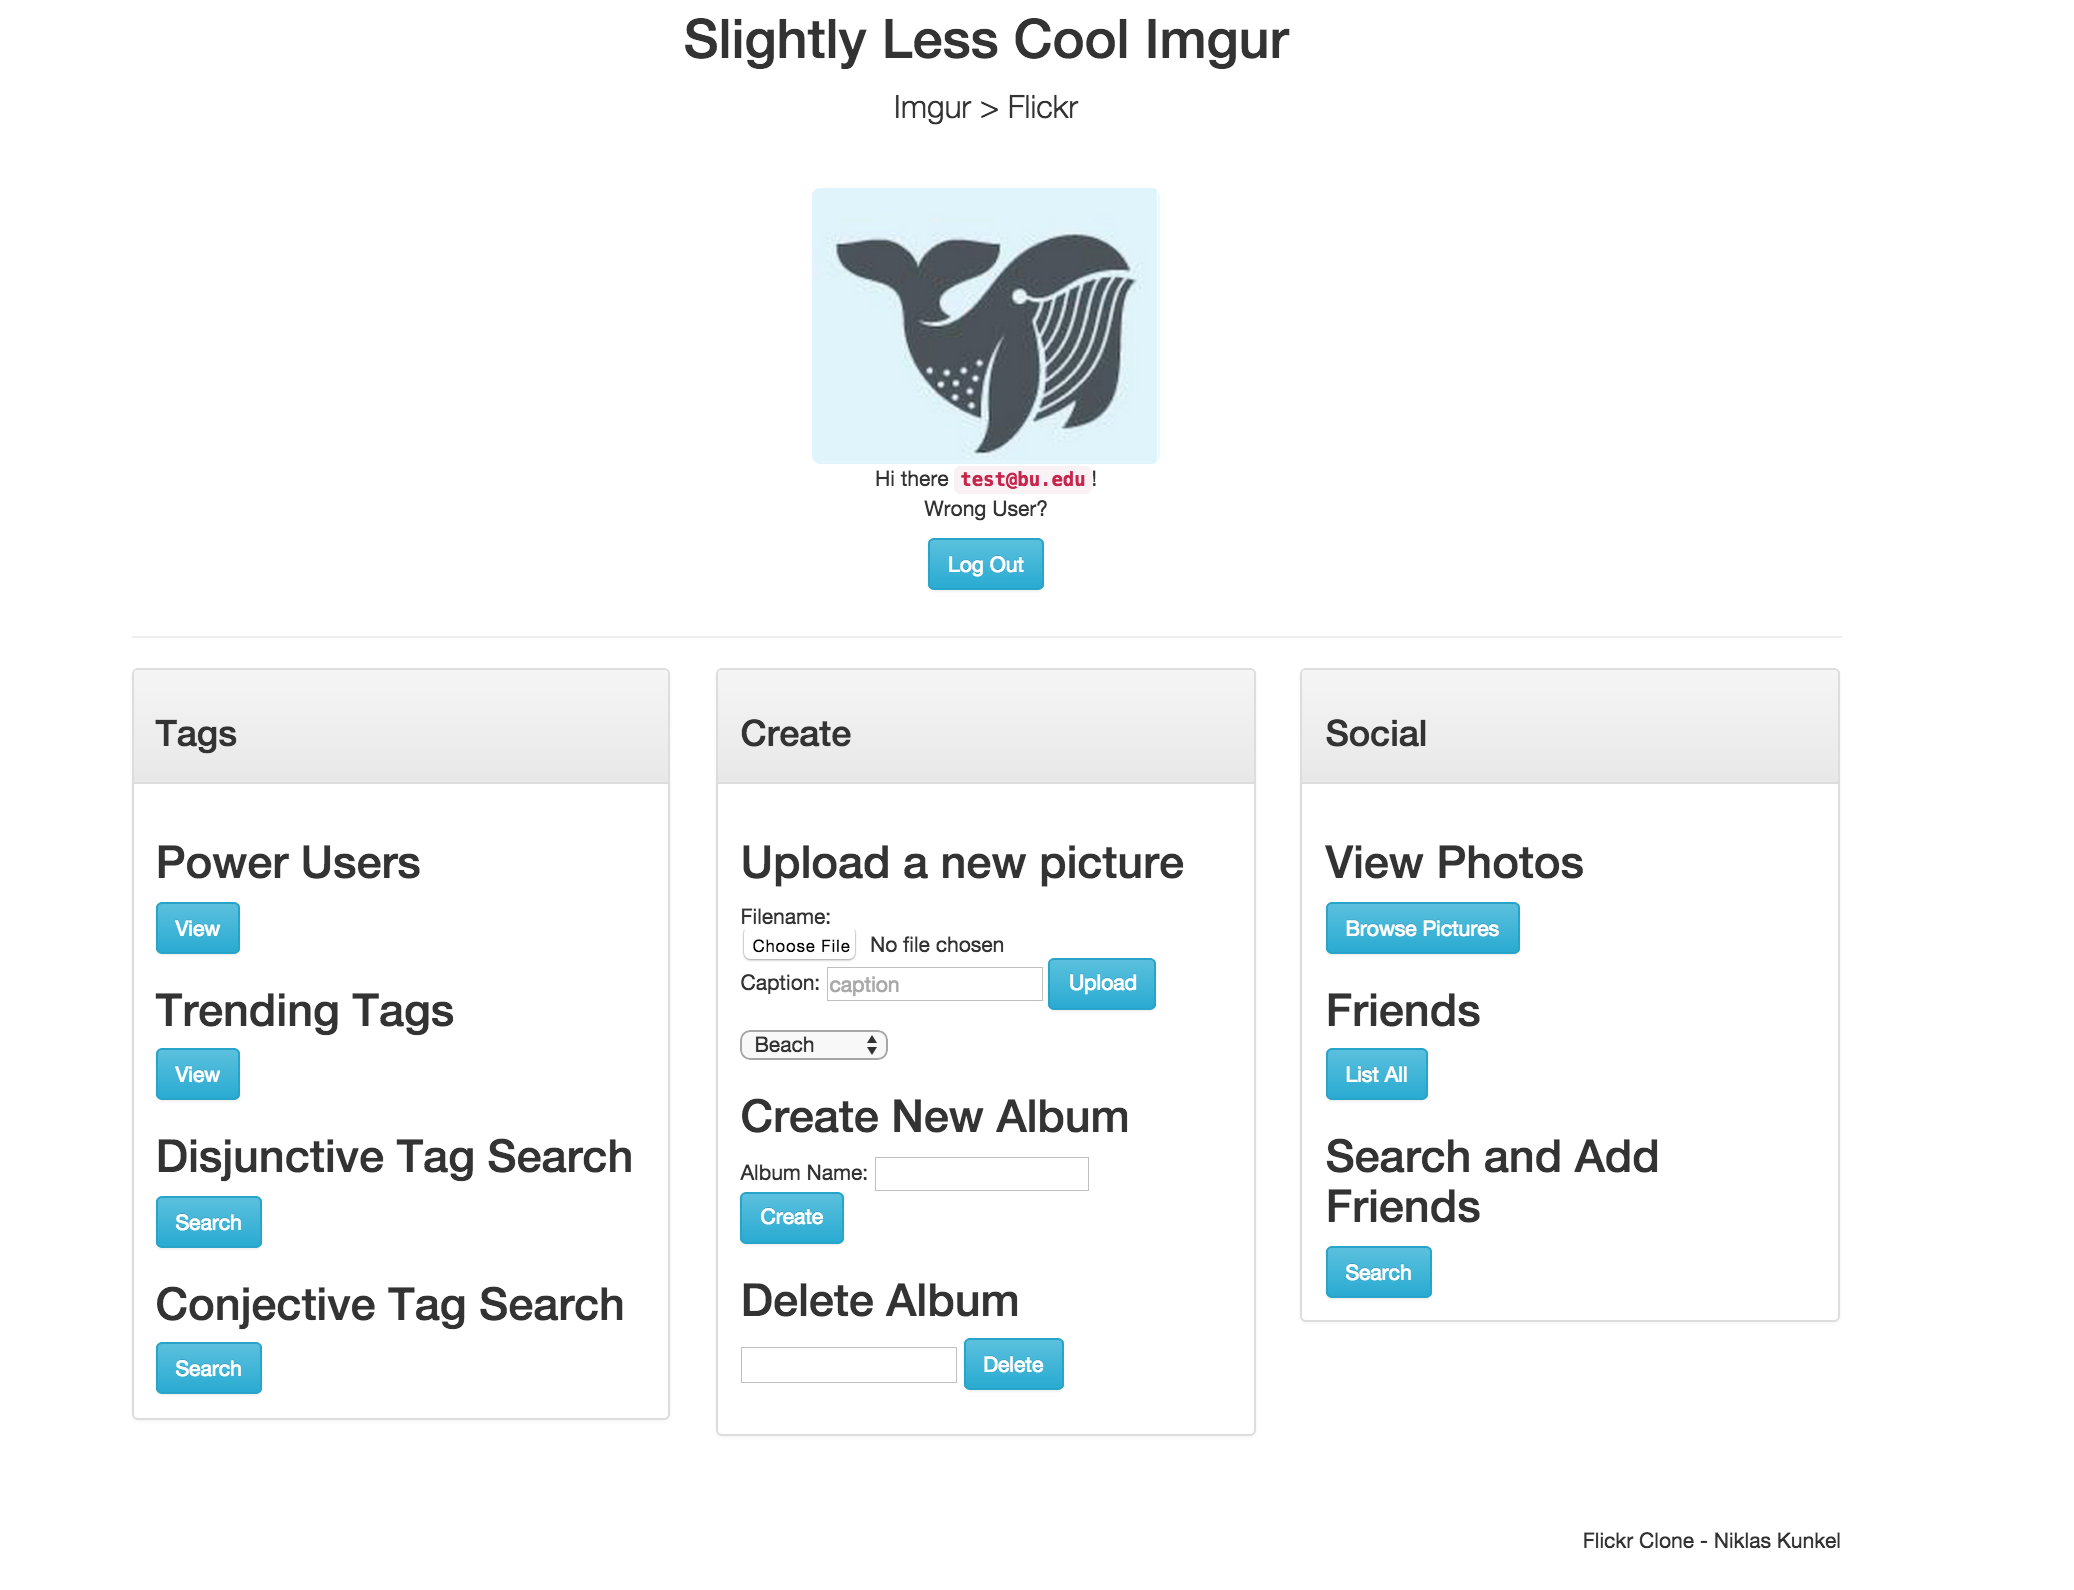 Slightly Less Cool Imgur
Imgur > Flickr
Hi there test@bu.edu!
Wrong User?
Log Out
Tags
Power Users
View
Trending Tags
View
Disjunctive Tag Search
Search
Conjective Tag Search
Search
Create
Upload a new picture
Filename:
Choose File No file chosen
Caption: caption Upload
Beach
Create New Album
Album Name:
Create
Delete Album
Delete
Social
View Photos
Browse Pictures
Friends
List All
Search and Add
Friends
Search
Flickr Clone - Niklas Kunkel